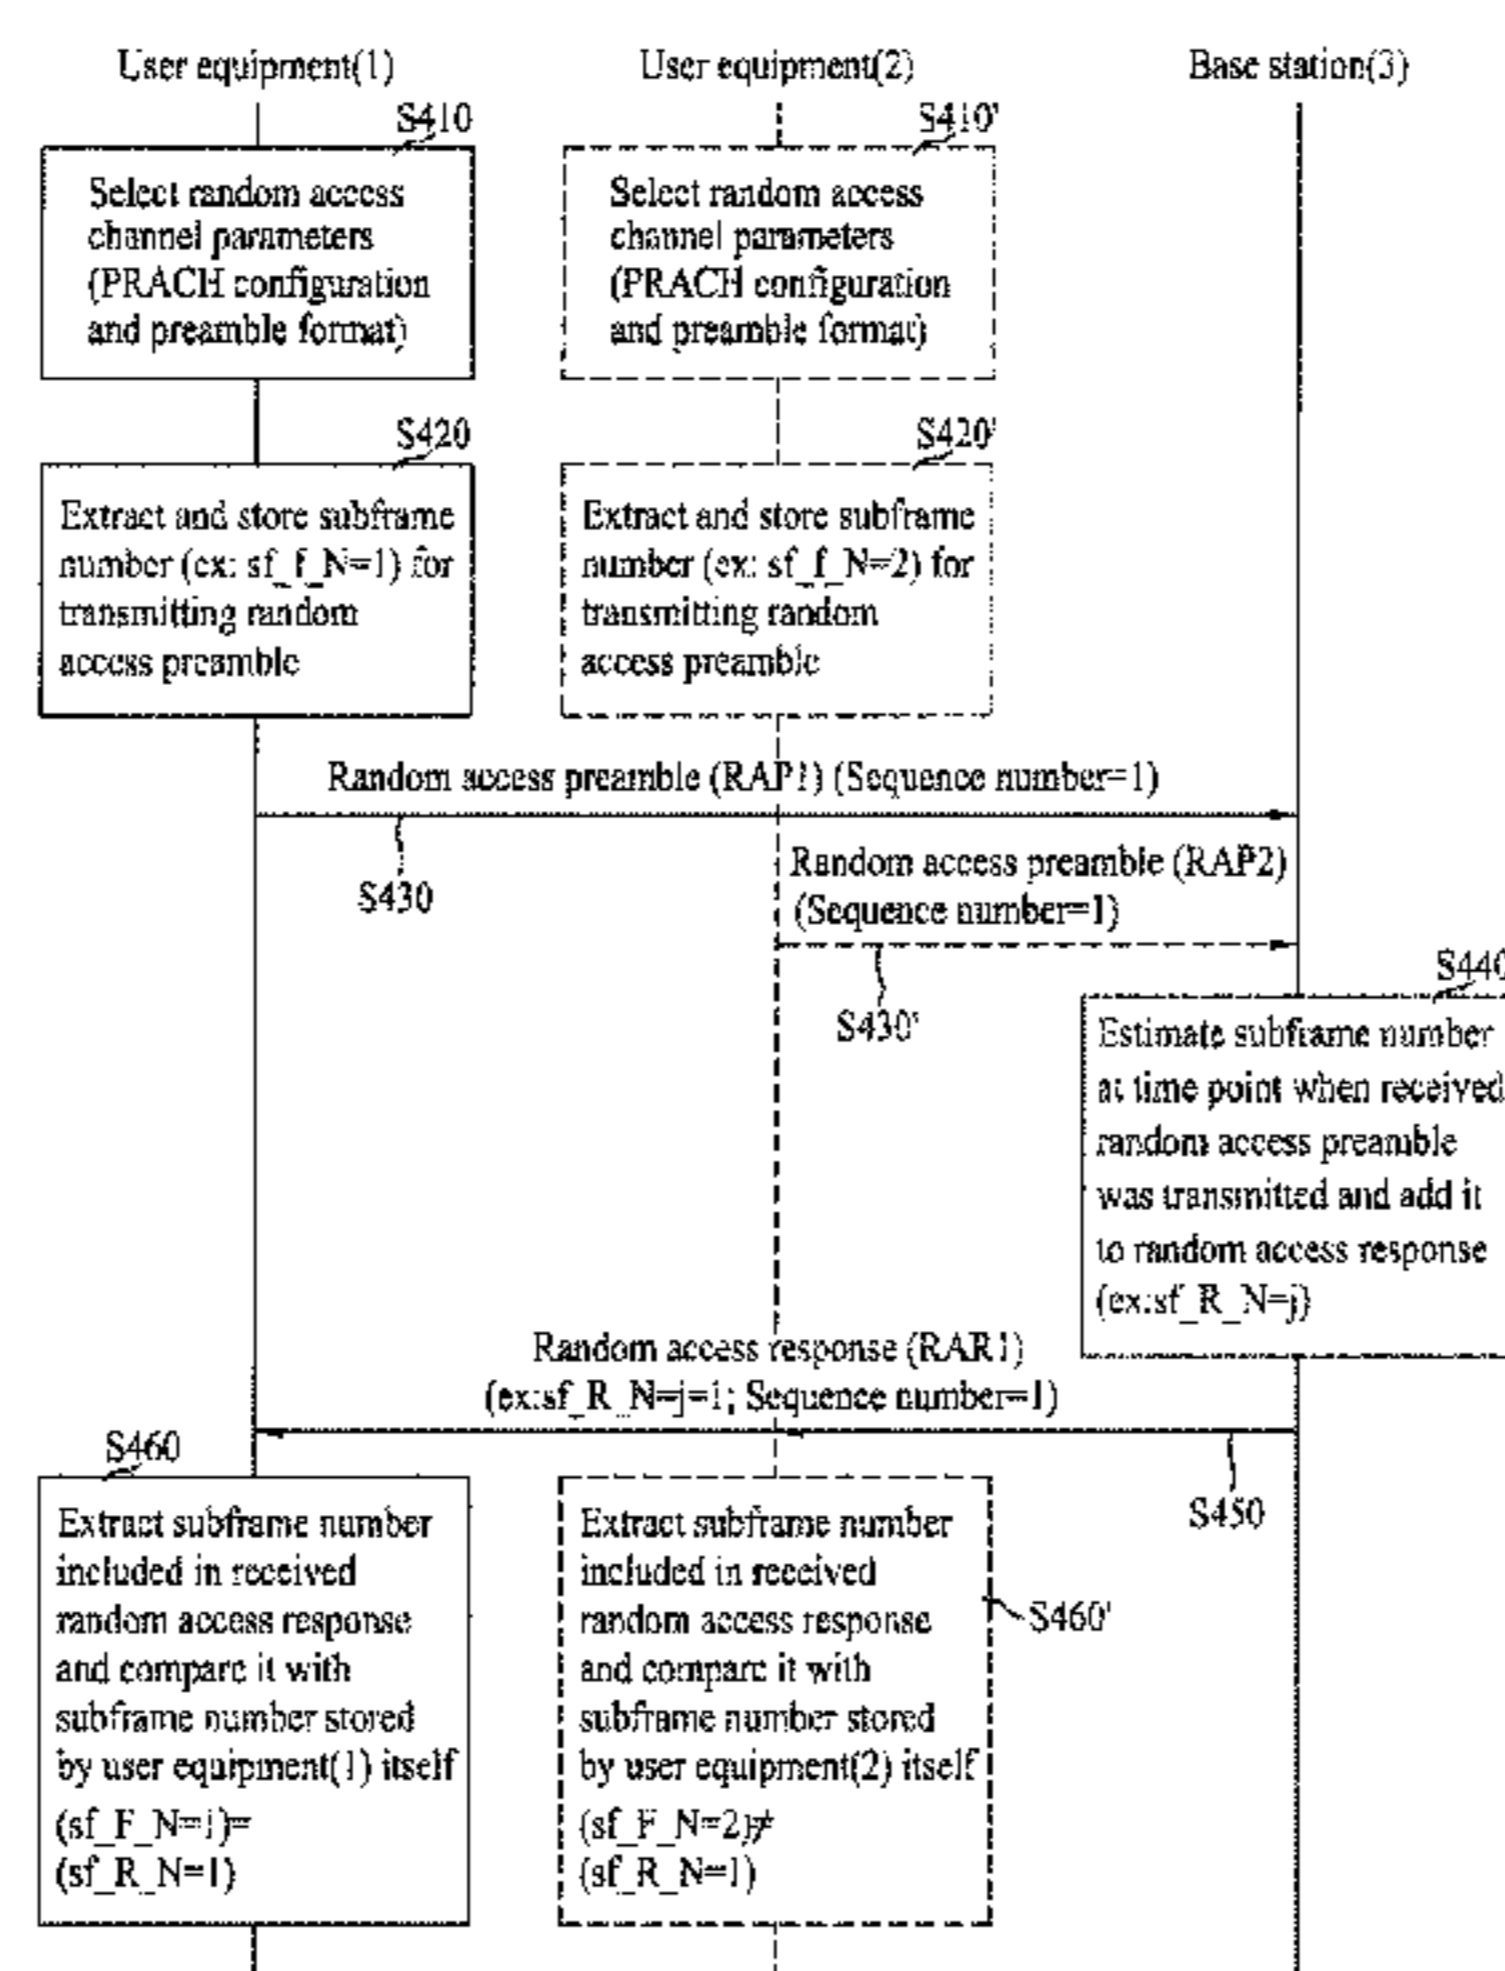 User equipment(1)
User equipment(2)
Base station(3)
S410
S410'
Select random access
channel parameters
(PRACH configuration
and preamble format)
Select random access
channel parameters
(PRACH configuration
and preamble format)
S420
S420'
Extract and store subframe
number (ex: sf_f_N=1) for
transmitting random
access preamble
Extract and store subframe
number (ex: sf_f_N=2) for
transmitting random
access preamble
Random access preamble (RAP1) (Sequence number=1)
S430
Random access preamble (RAP2)
(Sequence number=1)
S430'
S440
Estimate subframe number
at time point when received
random access preamble
was transmitted and add it
to random access response
(ex:sf_R_N=j)
Random access response (RAR1)
(ex:sf_R_N=j=1; Sequence number=1)
S450
S460
Extract subframe number
included in received
random access response
and compare it with
subframe number stored
by user equipment(1) itself
(sf_F_N=1)=
(sf_R_N=1)
Extract subframe number
included in received
random access response
and compare it with
subframe number stored
by user equipment(2) itself
(sf_F_N=2)≠
(sf_R_N=1)
S460'